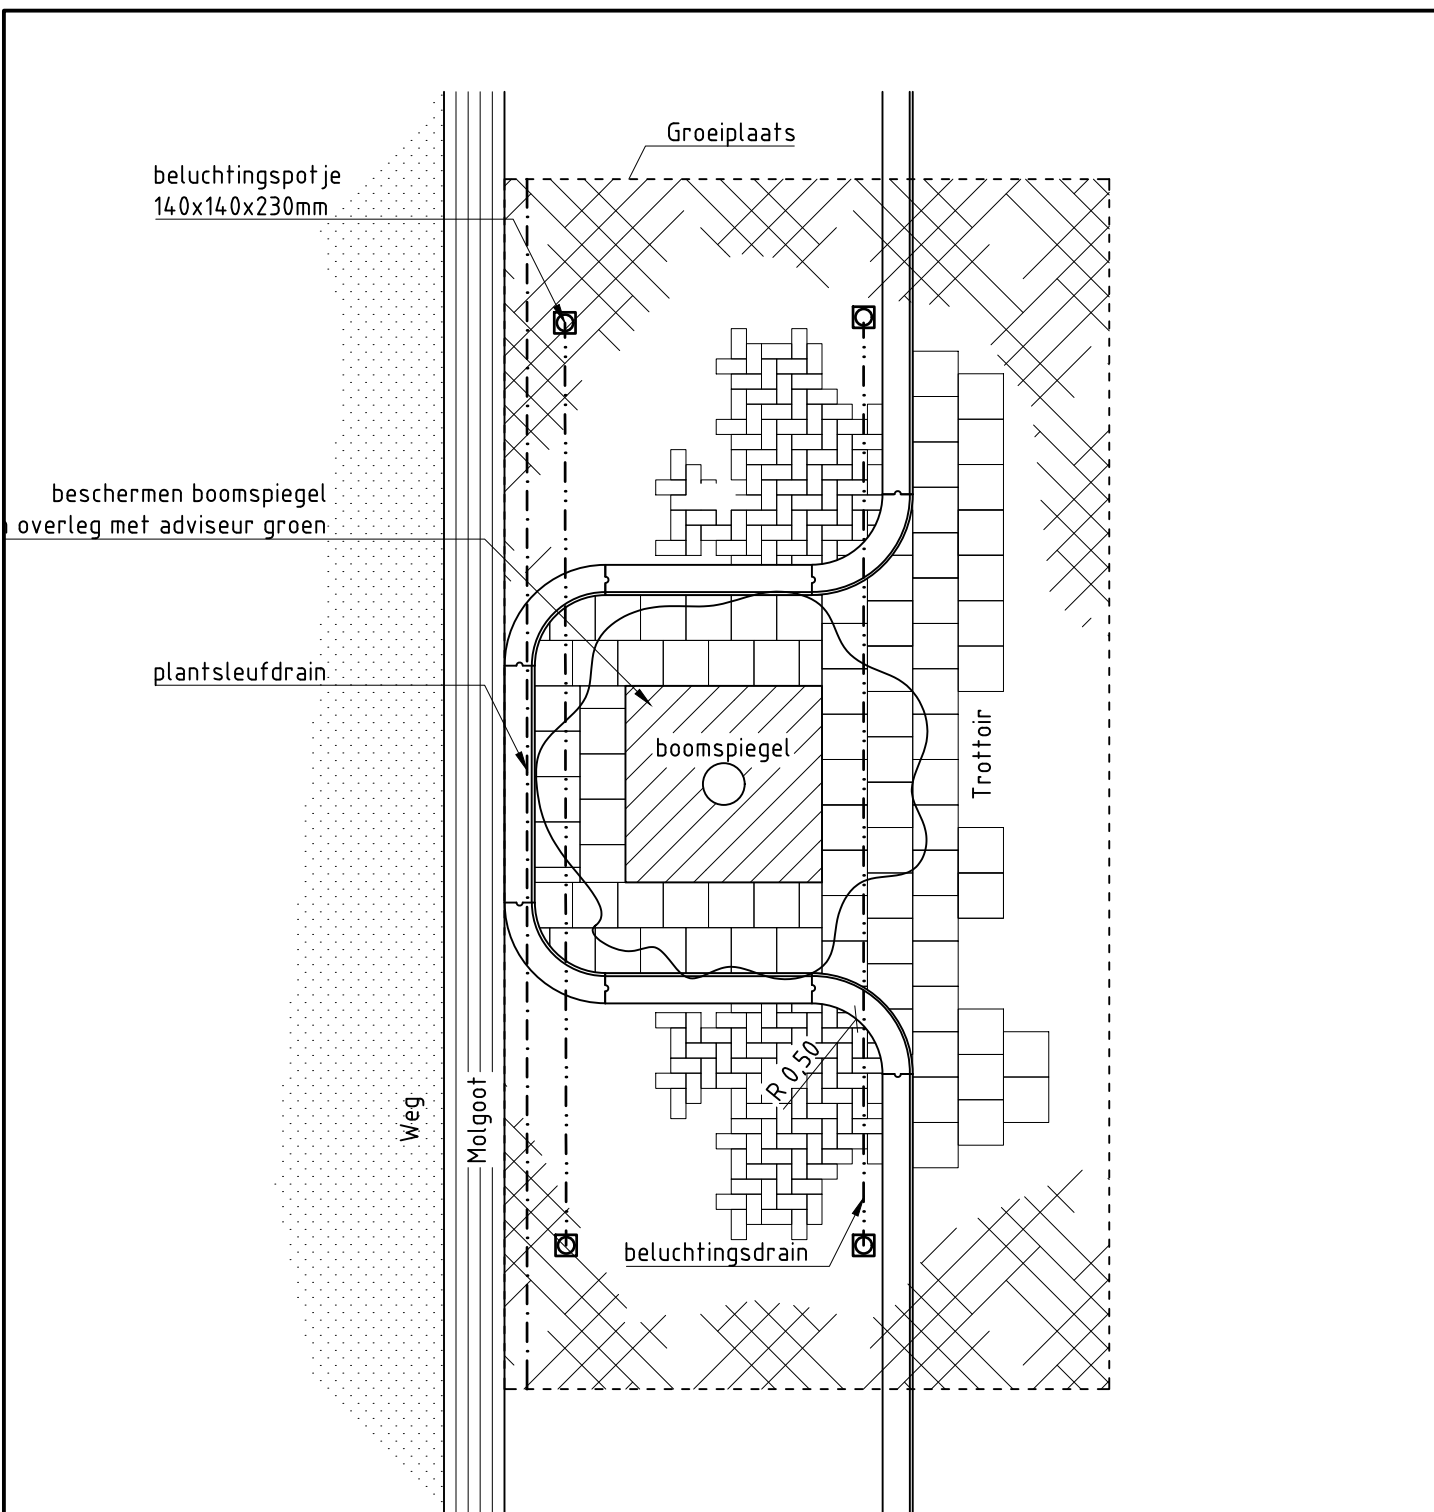 Groeiplaats
beluchtingspotje
140x140x230mm
beschermen boomspiegel
overleg met adviseur groen
plantsleufdrain
boomspiegel
Trottoir
R 0,50
Weg
Molgoot
beluchtingsdrain